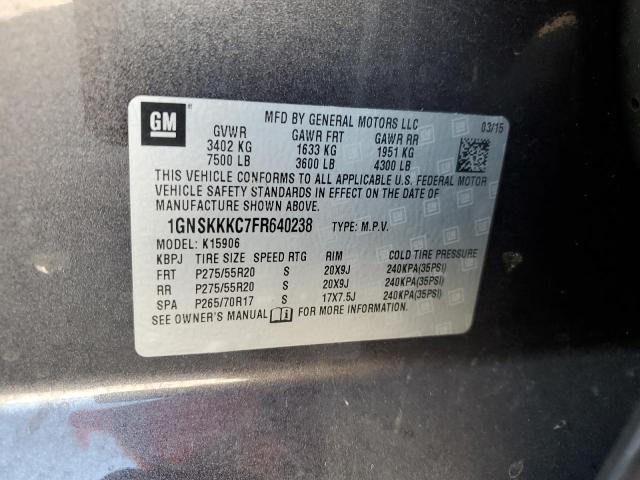 GM
MFD BY GENERAL MOTORS LLC 03/15
GVWR GAWR FRT GAWR RR
3402 KG 1633 KG 1951 KG
7500 LB 3600 LB 4300 LB
THIS VEHICLE CONFORMS TO ALL APPLICABLE U.S. FEDERAL MOTOR
VEHICLE SAFETY STANDARDS IN EFFECT ON THE DATE OF
MANUFACTURE SHOWN ABOVE.
1GNSKKKC7FR640238 TYPE: M.P.V.
MODEL: K15906
KBPJ TIRE SIZE SPEED RTG RIM COLD TIRE PRESSURE
FRT P275/55R20 S 20X9J 240KPA(35PSI)
RR P275/55R20 S 20X9J 240KPA(35PSI)
SPA P265/70R17 S 17X7.5J 240KPA(35PSI)
SEE OWNER'S MANUAL FOR MORE INFORMATION.